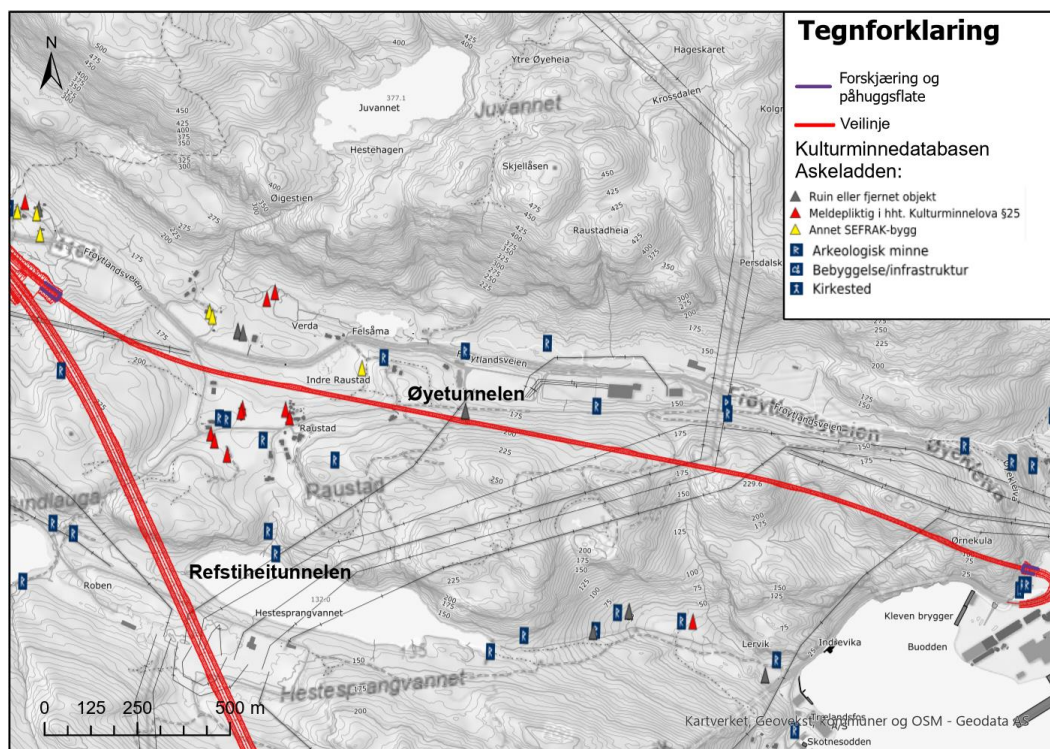 Tegnforklaring
Forskjæring og
påhuggsflate
Veilinje
Kulturminnedatabasen
Askeladden:
Ruin eller fjernet objekt
Meldepliktig i hht. Kulturminnelova §25
Annet SEFRAK-bygg
Arkeologisk minne
Bebyggelse/infrastruktur
Kirkested
N
Ytre Øyeheia
Hageskaret
377.1
Juvannet
Juvannet
Krossdalen
Hestehagen
Skjellåsen
Øigestien
Raustadheia
Persdalsk
Frøytlandsveien
Verda
Felsåma
Frøytlandsveien
Indre Raustad
Øyetunnelen
Frøytlandsveien
Frøytlandsveien
Øyekleiva
Raustad
Raustad
229.6
Ørnekula
Refstiheitunnelen
Roben
Hestesprangvannet
132.0
Kleven brygger
Lervik
Indrevika
Buodden
Hestesprangvannet
0 125 250 500 m
Kartverket, Geovekst, kommuner og OSM - Geodata AS
Skotnesodden